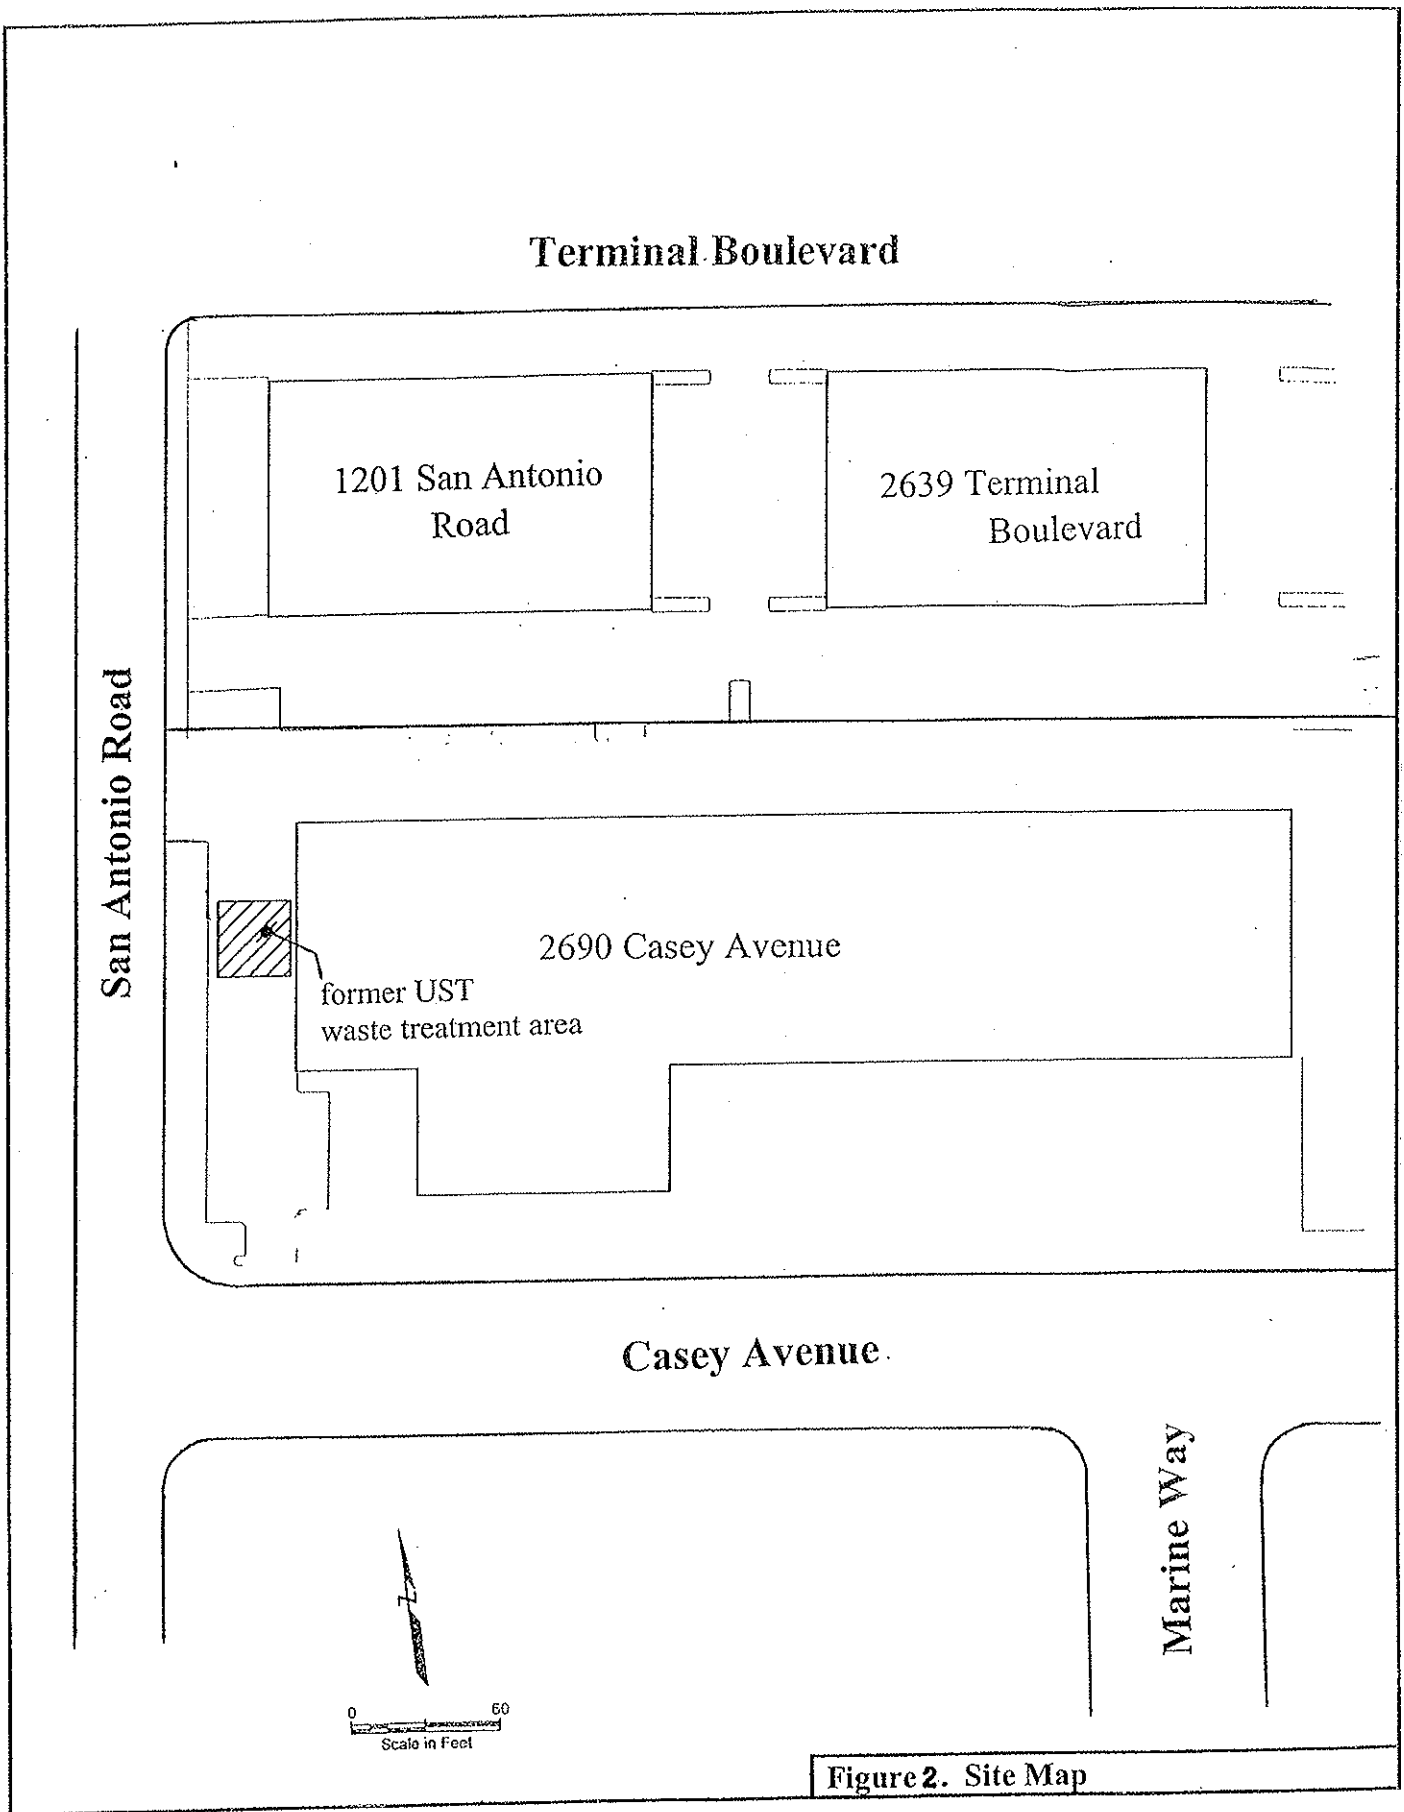 Terminal Boulevard
1201 San Antonio
Road
2639 Terminal
Boulevard
San Antonio Road
2690 Casey Avenue
former UST
waste treatment area
Casey Avenue
Marine Way
Z
0 60
Scale in Feet
Figure 2. Site Map